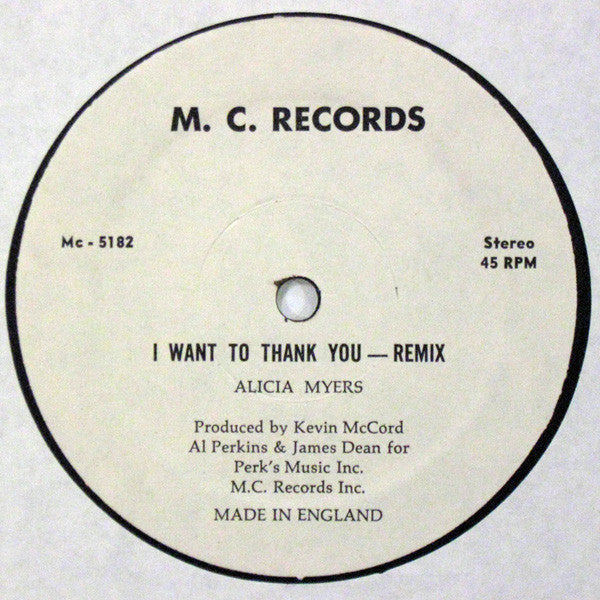 M. C. RECORDS
Mc - 5182
Stereo
45 RPM
I WANT TO THANK YOU — REMIX
ALICIA MYERS
Produced by Kevin McCord
Al Perkins & James Dean for
Perk's Music Inc.
M.C. Records Inc.
MADE IN ENGLAND